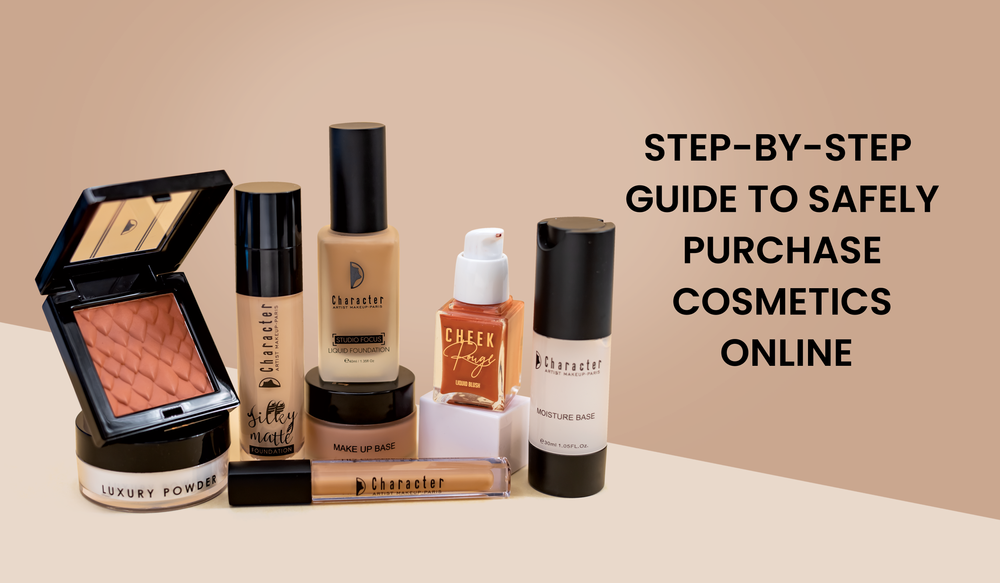 STEP-BY-STEP
GUIDE TO SAFELY
PURCHASE
COSMETICS
ONLINE
Character
ARTIST MAKEUP-PARIS
Silky
matte
FOUNDATION
Character
ARTIST MAKEUP-PARIS
STUDIO FOCUS
LIQUID FOUNDATION
CHEEK
Rouge
LIQUID BLUSH
Character
ARTIST MAKEUP-PARIS
MOISTURE BASE
MAKE UP BASE
LUXURY POWDER
Character
ARTIST MAKEUP-PARIS